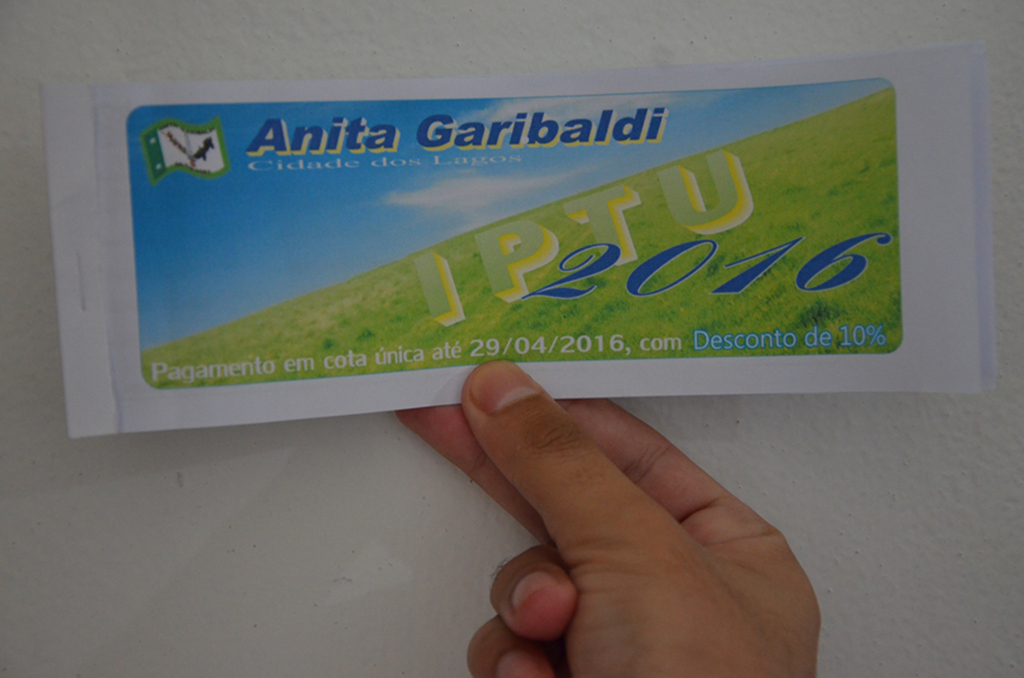 Anita Garibaldi
Cidade dos Lagos
IPTU
2016
Pagamento em cota única até 29/04/2016, com Desconto de 10%